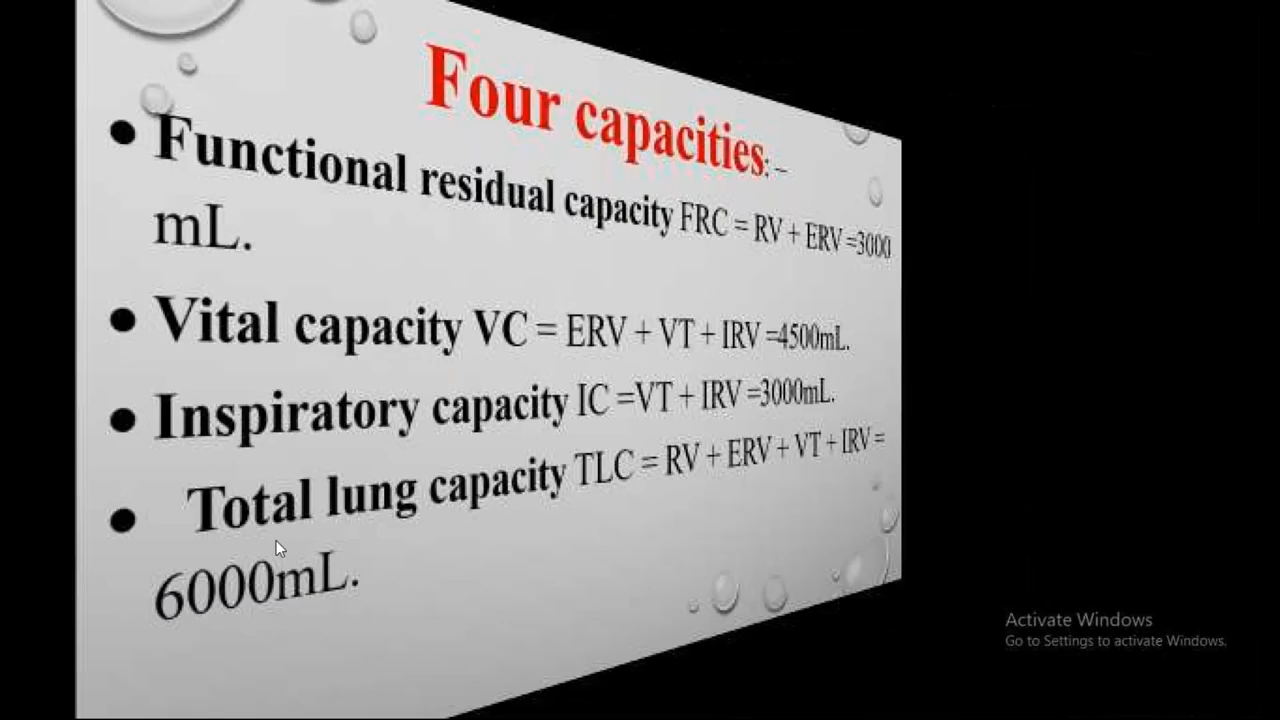 Four capacities: –
• Functional residual capacity FRC = RV + ERV =3000
mL.
• Vital capacity VC = ERV + VT + IRV =4500mL.
• Inspiratory capacity IC =VT + IRV =3000mL.
• Total lung capacity TLC = RV + ERV + VT + IRV =
6000mL.
Activate Windows
Go to Settings to activate Windows.